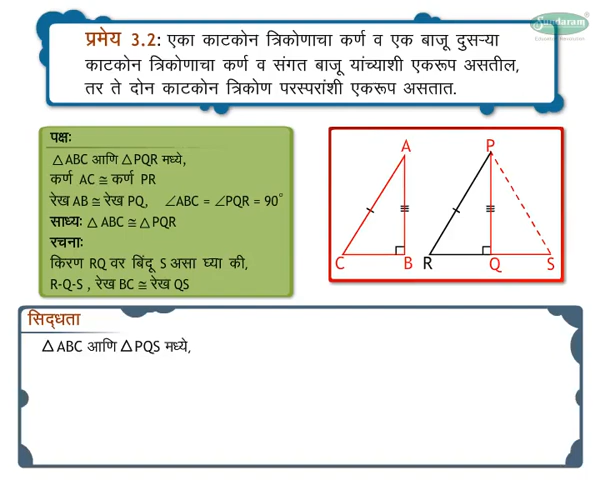 Sundaram
प्रमेय 3.2: एका काटकोन त्रिकोणाचा कर्ण व एक बाजू दुसऱ्या
काटकोन त्रिकोणाचा कर्ण व संगत बाजू यांच्याशी एकरूप असतील,
तर ते दोन काटकोन त्रिकोण परस्परांशी एकरूप असतात.
पक्षः
△ABC आणि △PQR मध्ये,
कर्ण AC ≅ कर्ण PR
रेख AB ≅ रेख PQ, ∠ABC = ∠PQR = 90°
साध्यः △ ABC ≅ △PQR
रचनाः
किरण RQ वर बिंदू S असा घ्या की,
R-Q-S , रेख BC ≅ रेख QS
A P
C B R Q S
सिद्धता
△ABC आणि △PQS मध्ये,